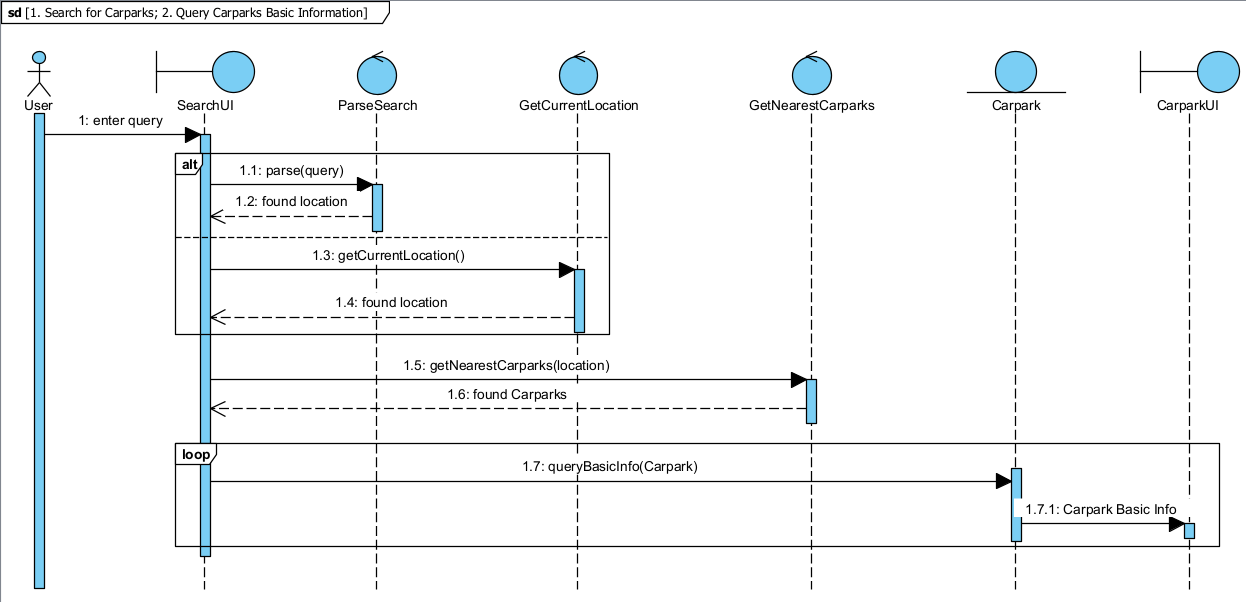 sd [1. Search for Carparks; 2. Query Carparks Basic Information]
User
SearchUI
ParseSearch
GetCurrentLocation
GetNearestCarparks
Carpark
CarparkUI
1: enter query
alt
1.1: parse(query)
1.2: found location
1.3: getCurrentLocation()
1.4: found location
1.5: getNearestCarparks(location)
1.6: found Carparks
loop
1.7: queryBasicInfo(Carpark)
1.7.1: Carpark Basic Info